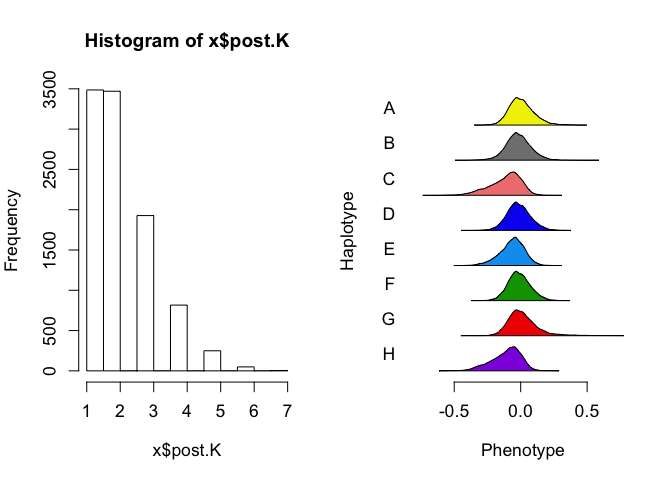 Histogram of x$post.K
Frequency
0
500
1500
2500
3500
1 2 3 4 5 6 7
x$post.K
Haplotype
A
B
C
D
E
F
G
H
-0.5 0.0 0.5
Phenotype